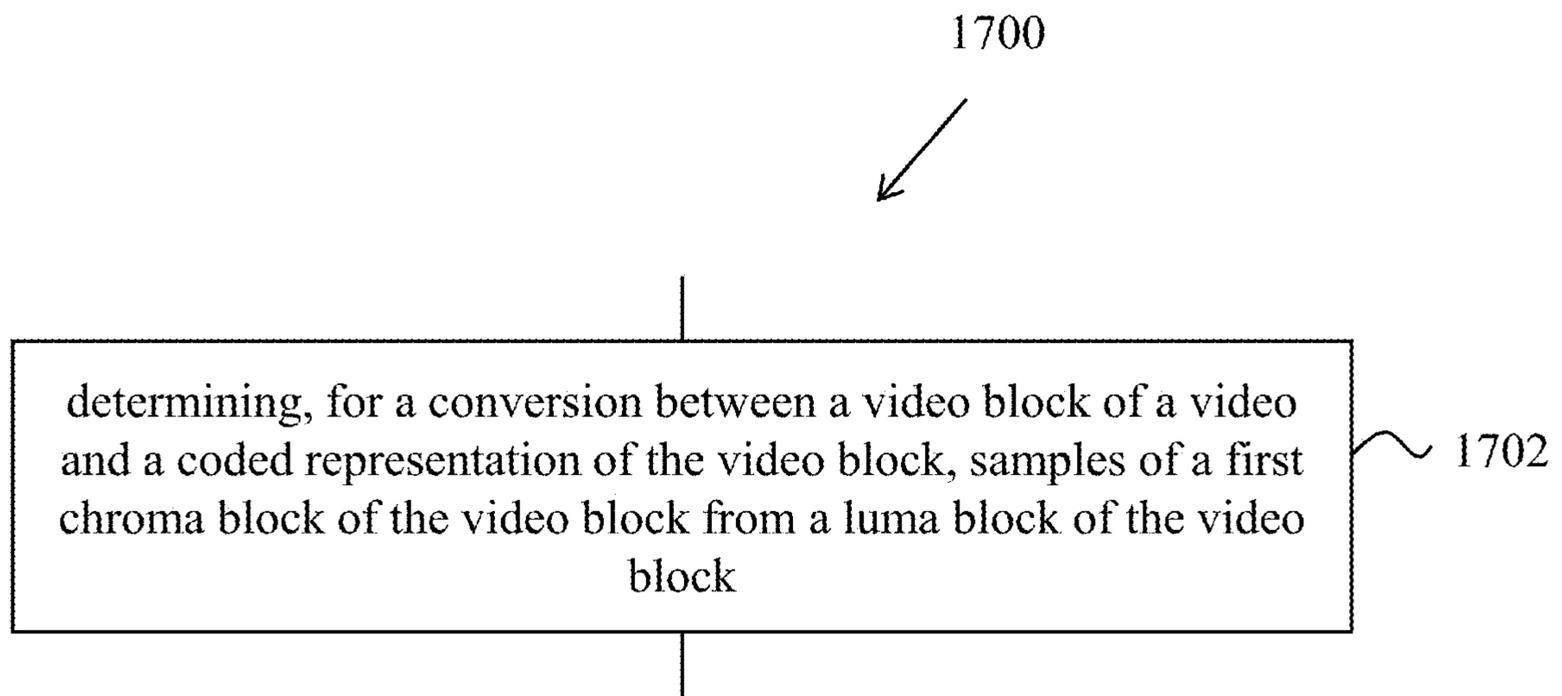 1700
determining, for a conversion between a video block of a video
and a coded representation of the video block, samples of a first
chroma block of the video block from a luma block of the video
block
1702